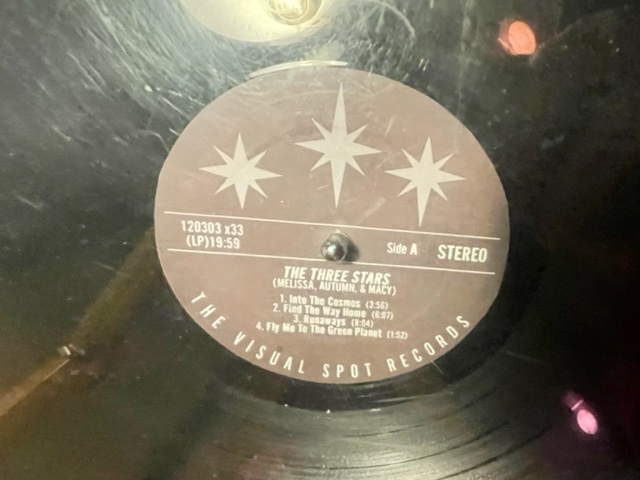 120303 x33
(LP)19:59
Side A STEREO
THE THREE STARS
(MELISSA, AUTUMN, & MACY)
1. Into The Cosmos (3:56)
2. Find The Way Home (6:07)
3. Runaways (8:04)
4. Fly Me To The Green Planet (1:52)
THE VISUAL SPOT RECORDS